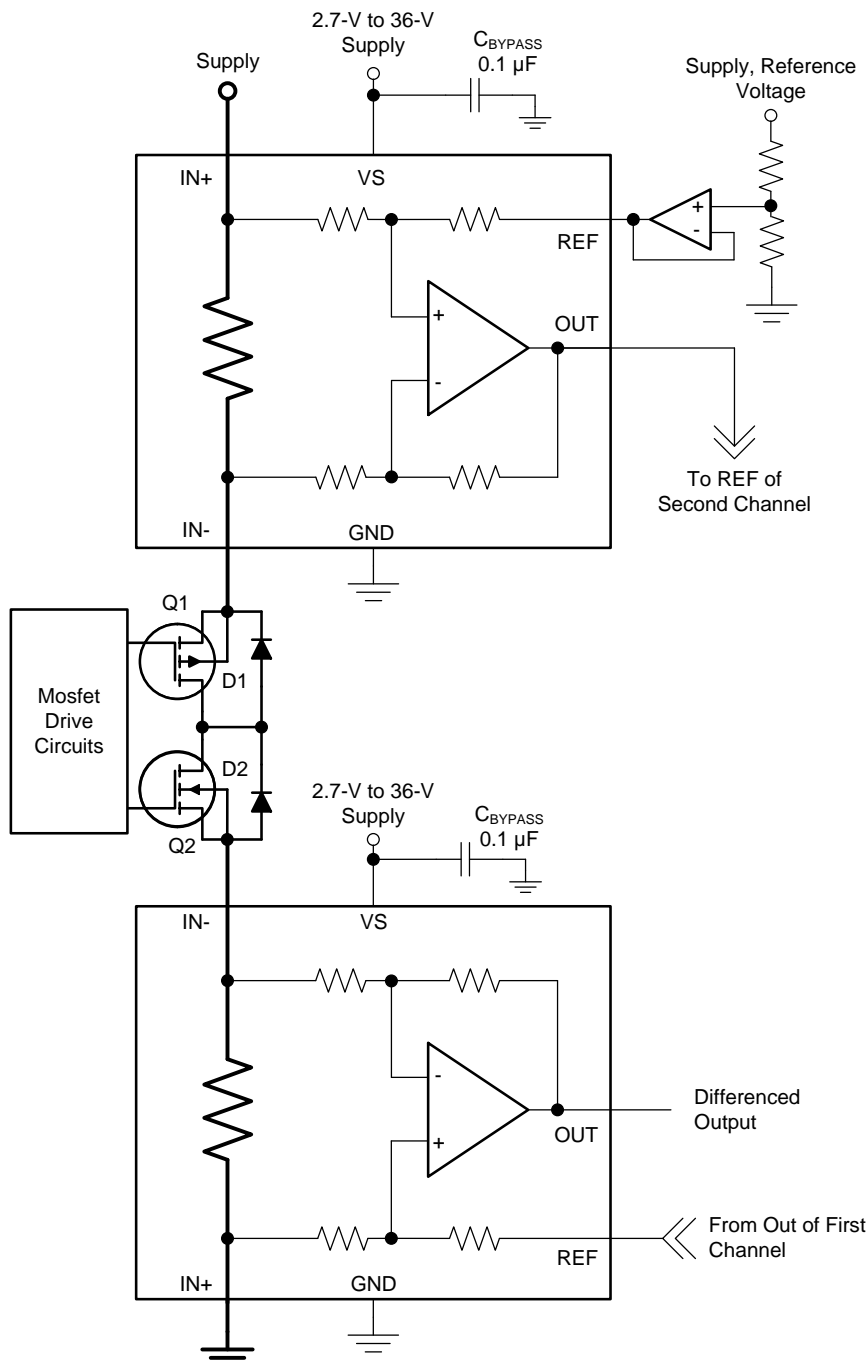 2.7-V to 36-V
Supply
CBYPASS
0.1 µF
Supply
Supply, Reference
Voltage
IN+
VS
+
-
REF
+
-
OUT
To REF of
Second Channel
IN-
GND
Q1
D1
Mosfet
Drive
Circuits
D2
Q2
2.7-V to 36-V
Supply
CBYPASS
0.1 µF
IN-
VS
-
+
OUT
Differenced
Output
REF
From Out of First
Channel
IN+
GND